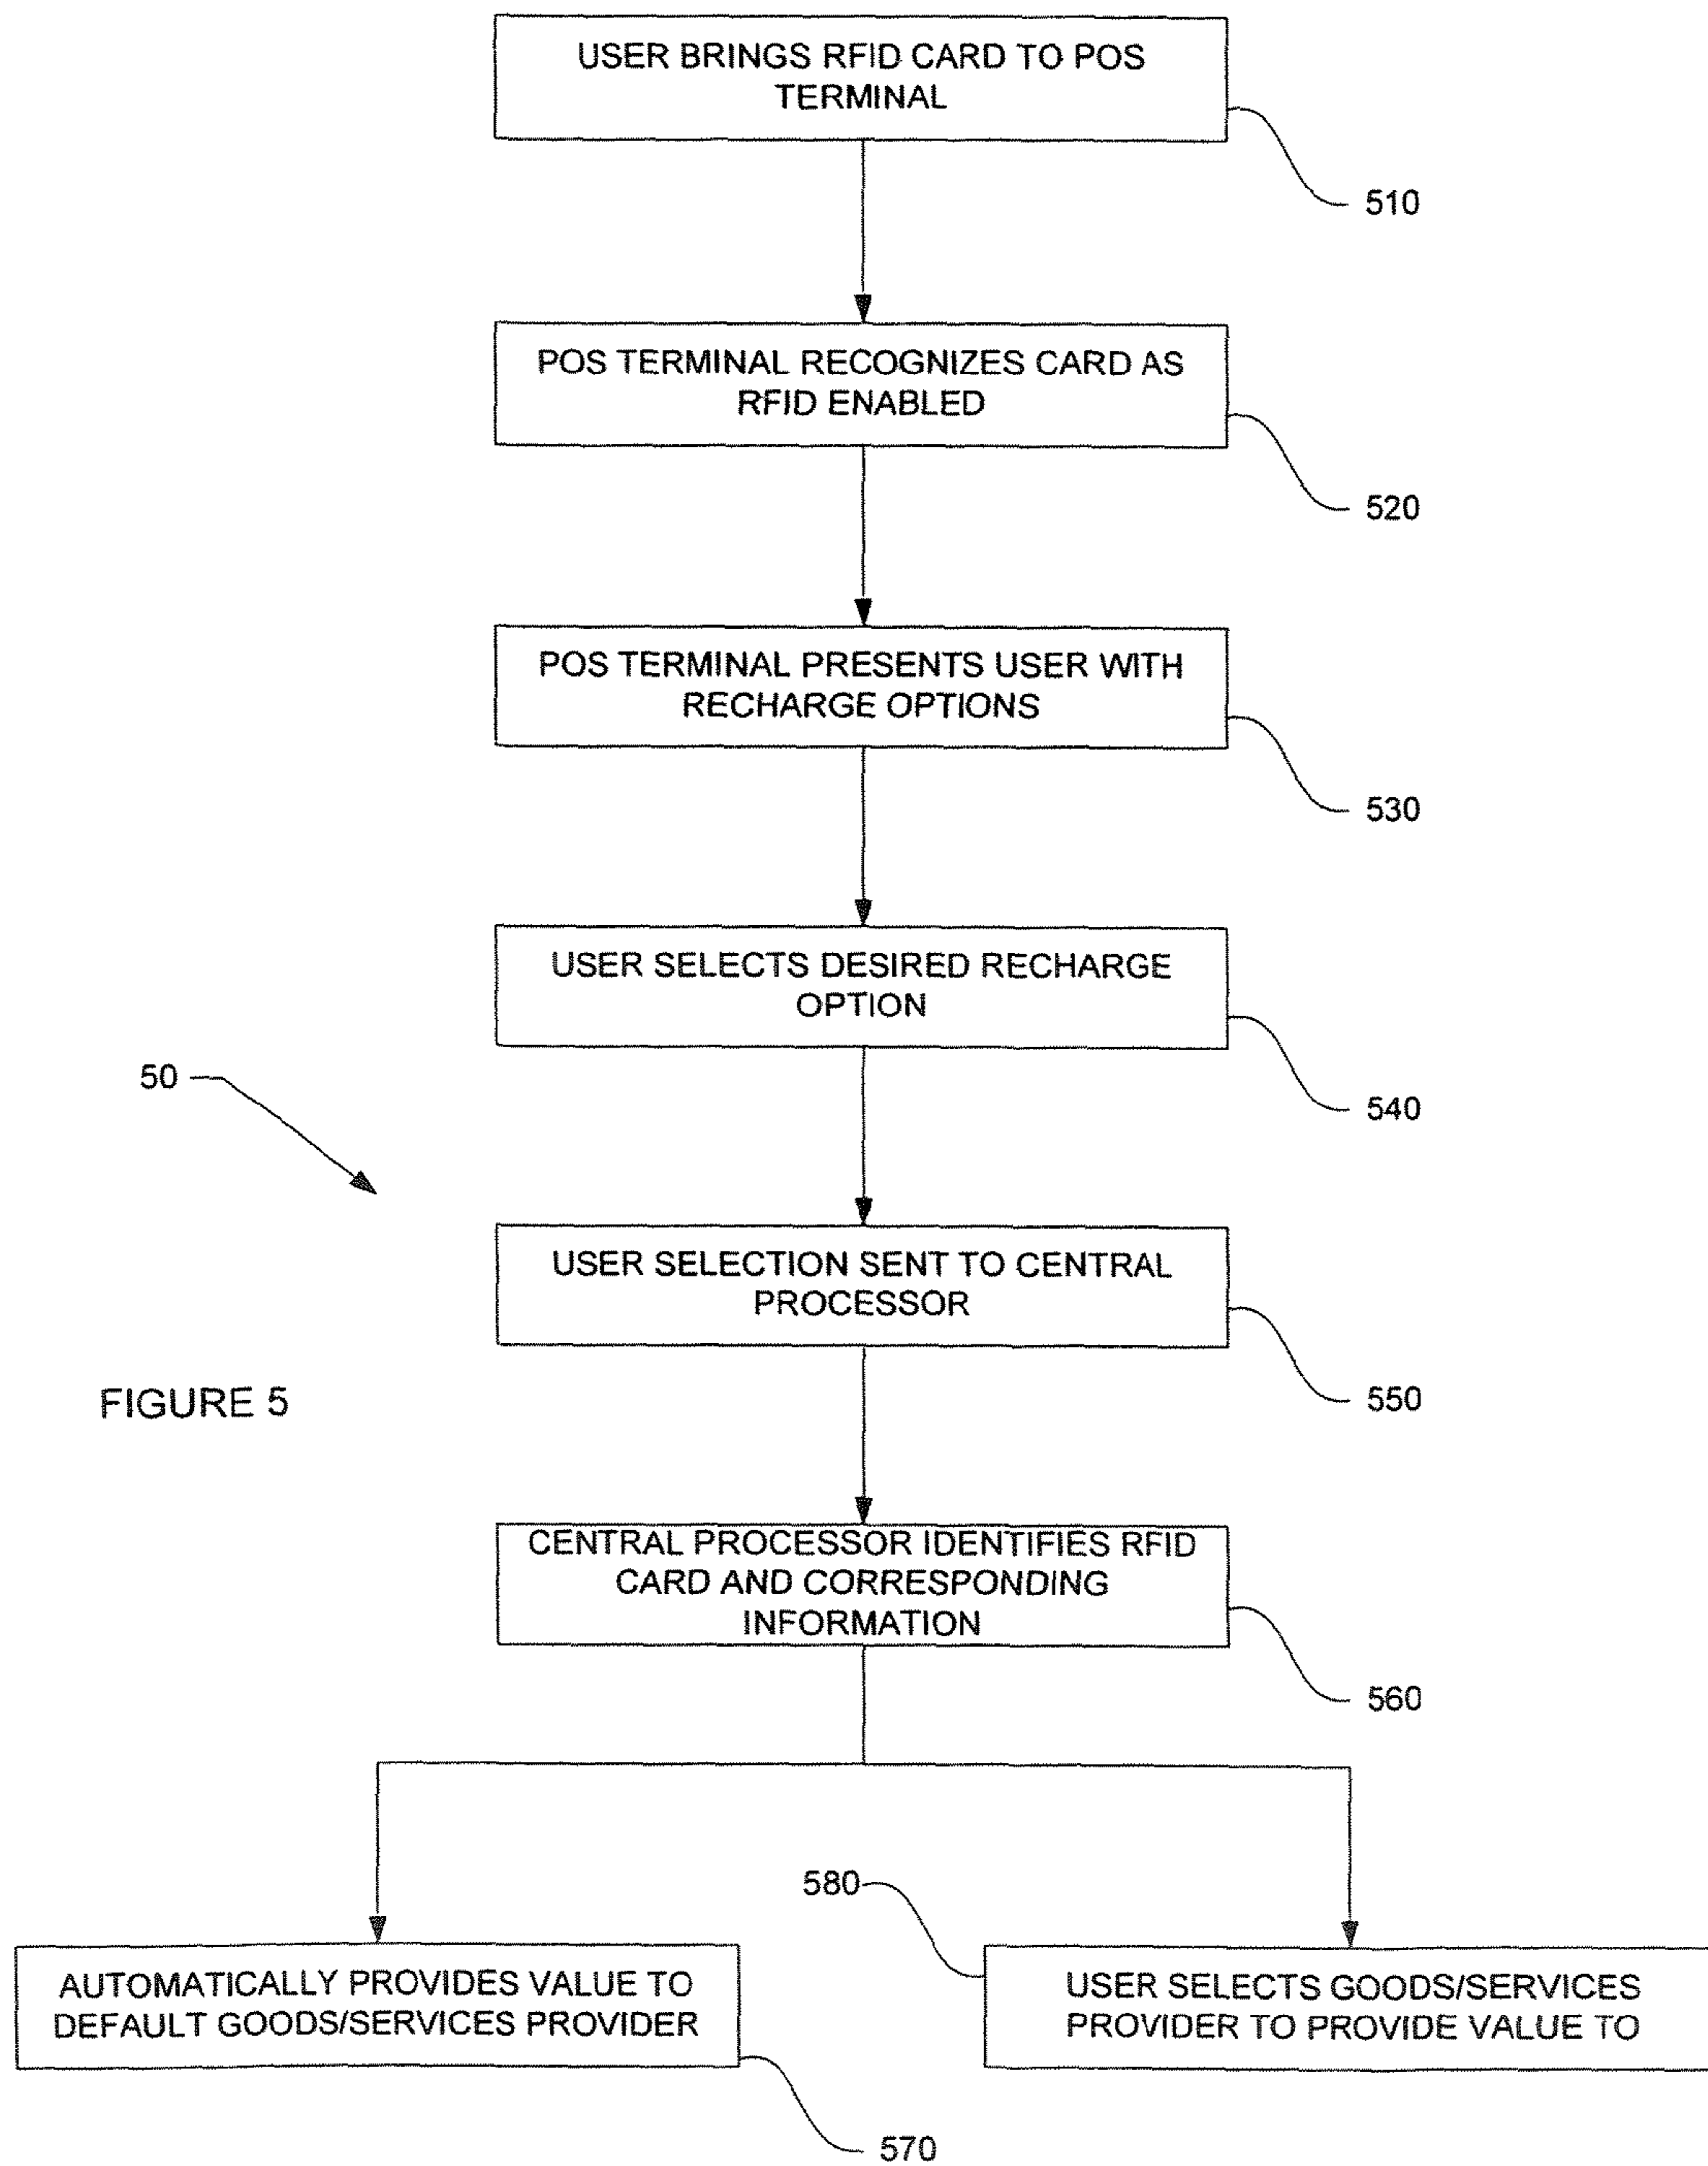 USER BRINGS RFID CARD TO POS
TERMINAL
510
POS TERMINAL RECOGNIZES CARD AS
RFID ENABLED
520
POS TERMINAL PRESENTS USER WITH
RECHARGE OPTIONS
530
USER SELECTS DESIRED RECHARGE
OPTION
540
50
USER SELECTION SENT TO CENTRAL
PROCESSOR
550
FIGURE 5
CENTRAL PROCESSOR IDENTIFIES RFID
CARD AND CORRESPONDING
INFORMATION
560
AUTOMATICALLY PROVIDES VALUE TO
DEFAULT GOODS/SERVICES PROVIDER
570
580
USER SELECTS GOODS/SERVICES
PROVIDER TO PROVIDE VALUE TO